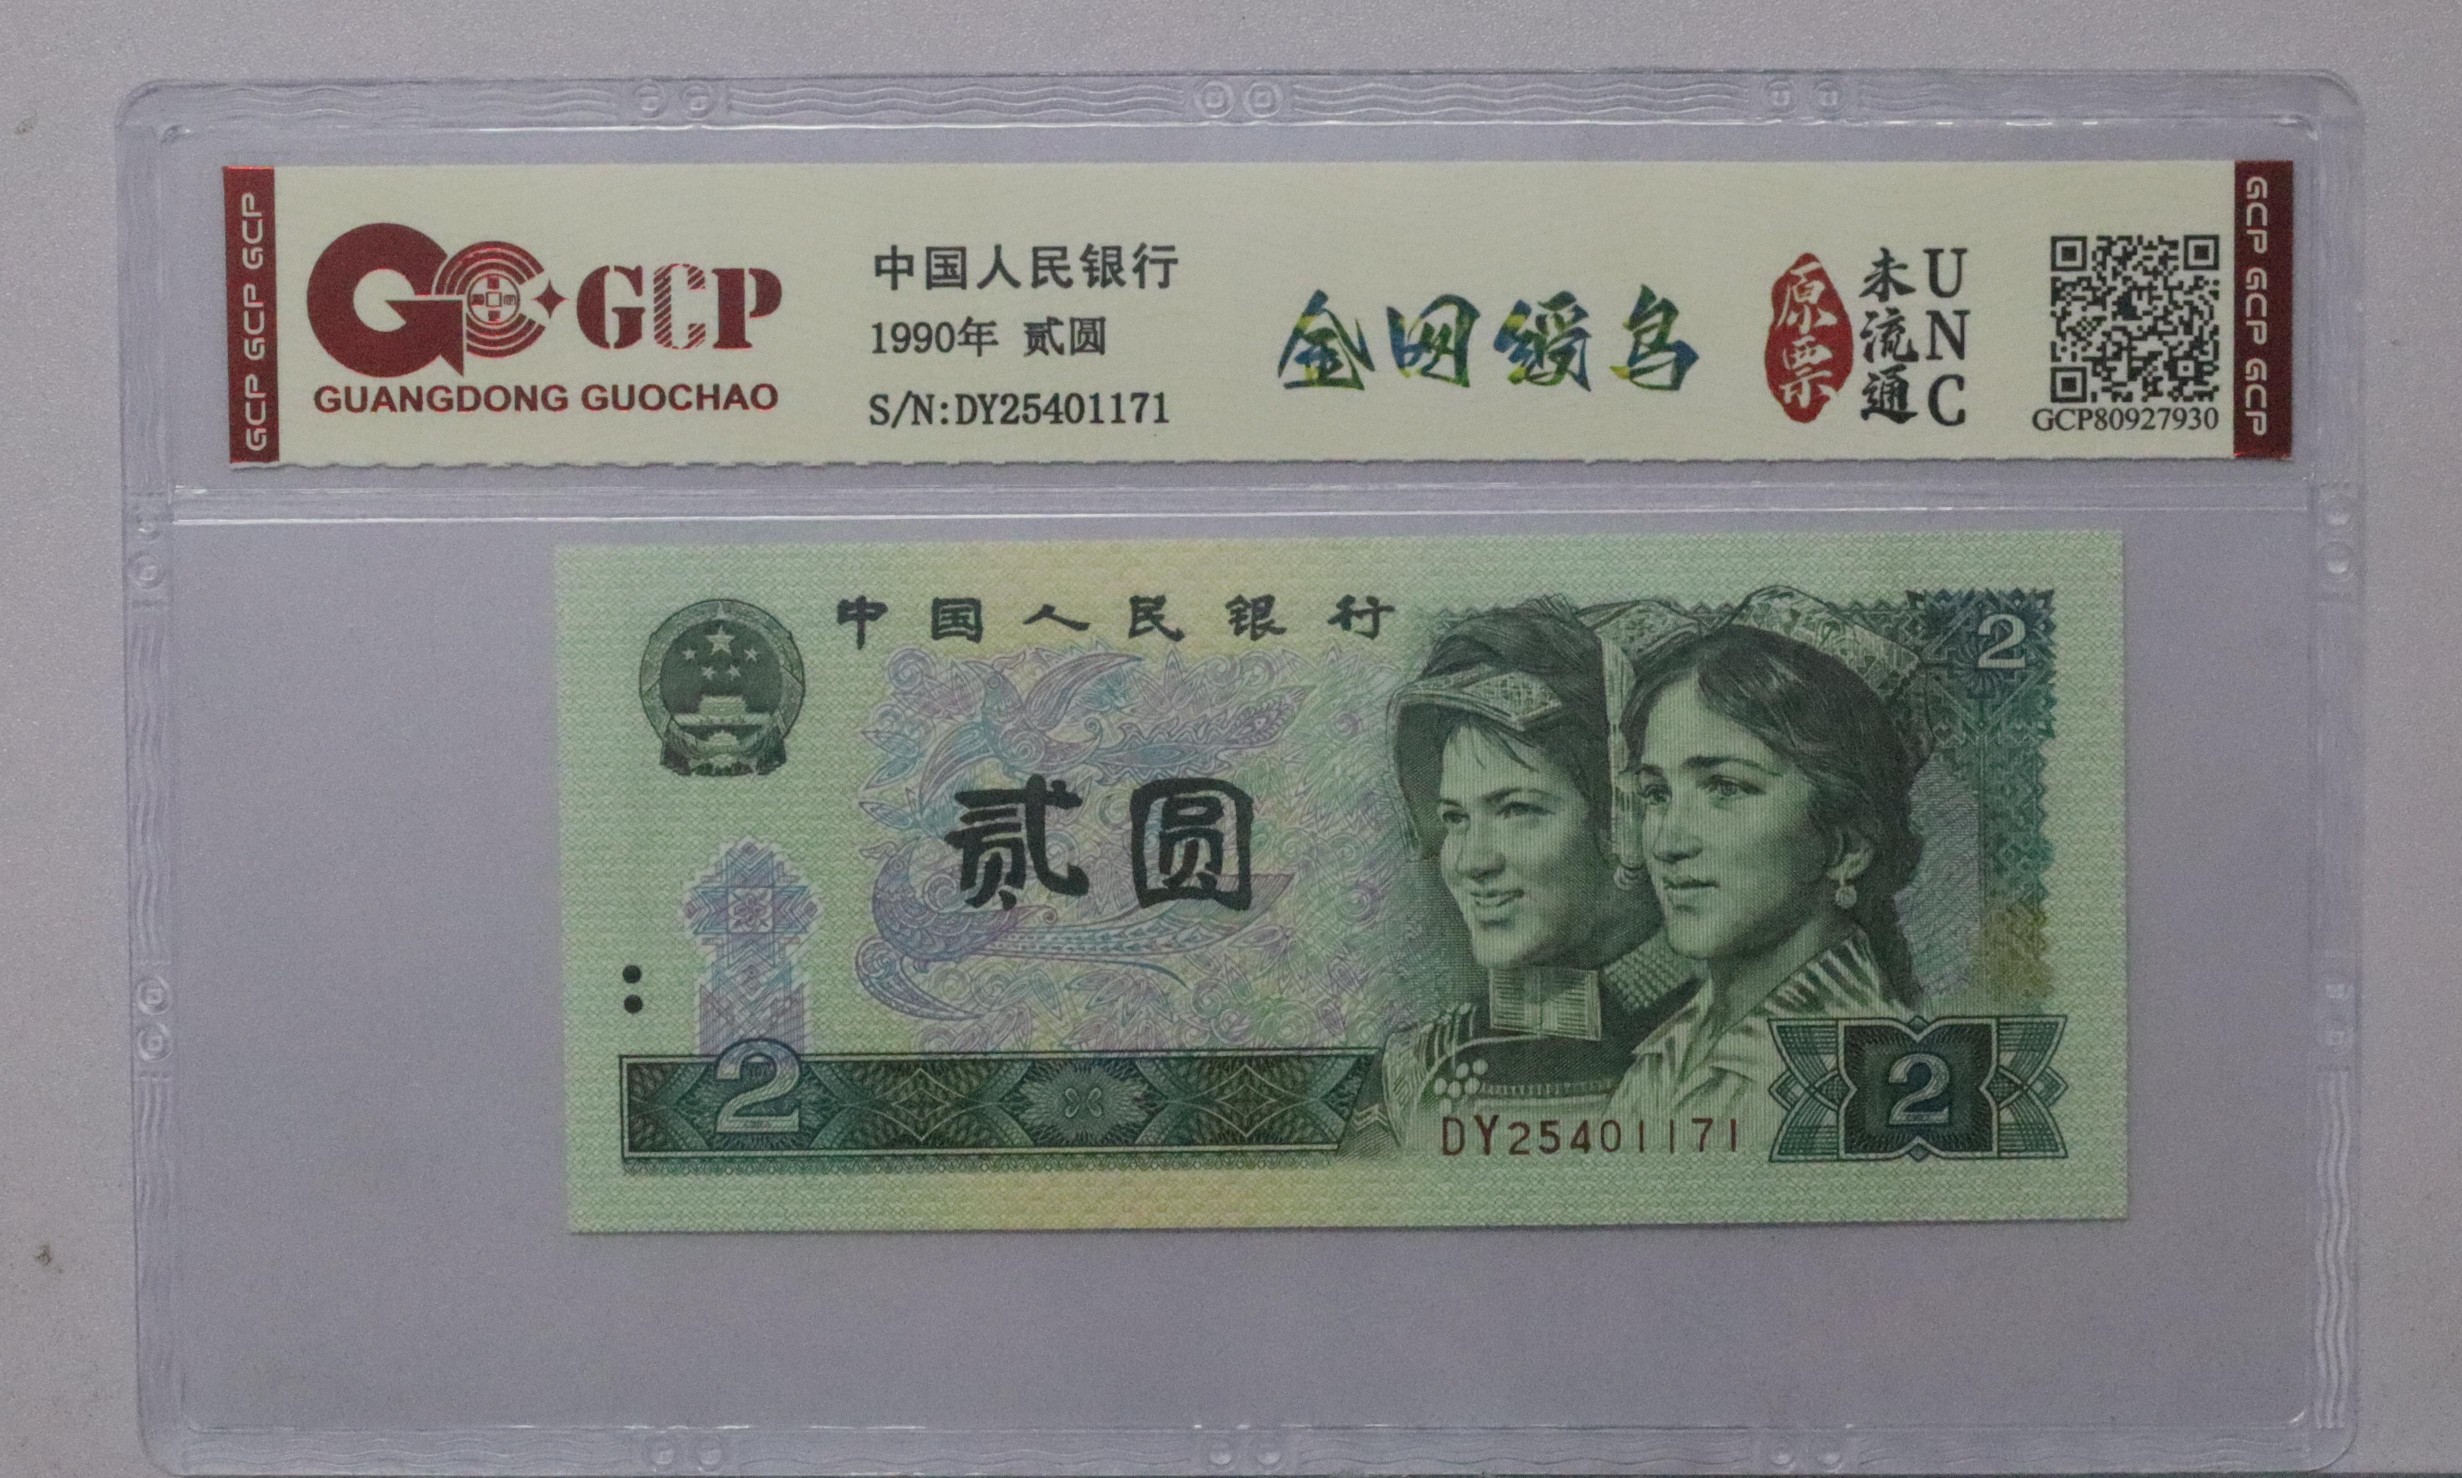 GCP GCP GCP
GCP
GUANGDONG GUOCHAO
中国人民银行
1990年 贰圆
S/N:DY25401171
金网绶鸟
原票
未流通
UNC
GCP80927930
GCP GCP GCP
中国人民银行
2
贰圆
2
DY25401171
2